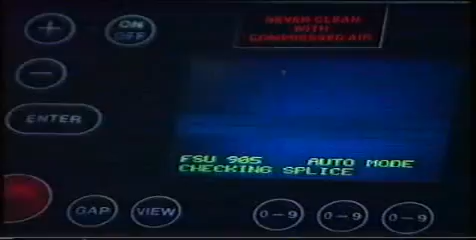 +
ON
OFF
NEVER CLEAN
WITH
COMPRESSED AIR
−
ENTER
FSU 905 AUTO MODE
CHECKING SPLICE
GAP
VIEW
0-9
0-9
0-9